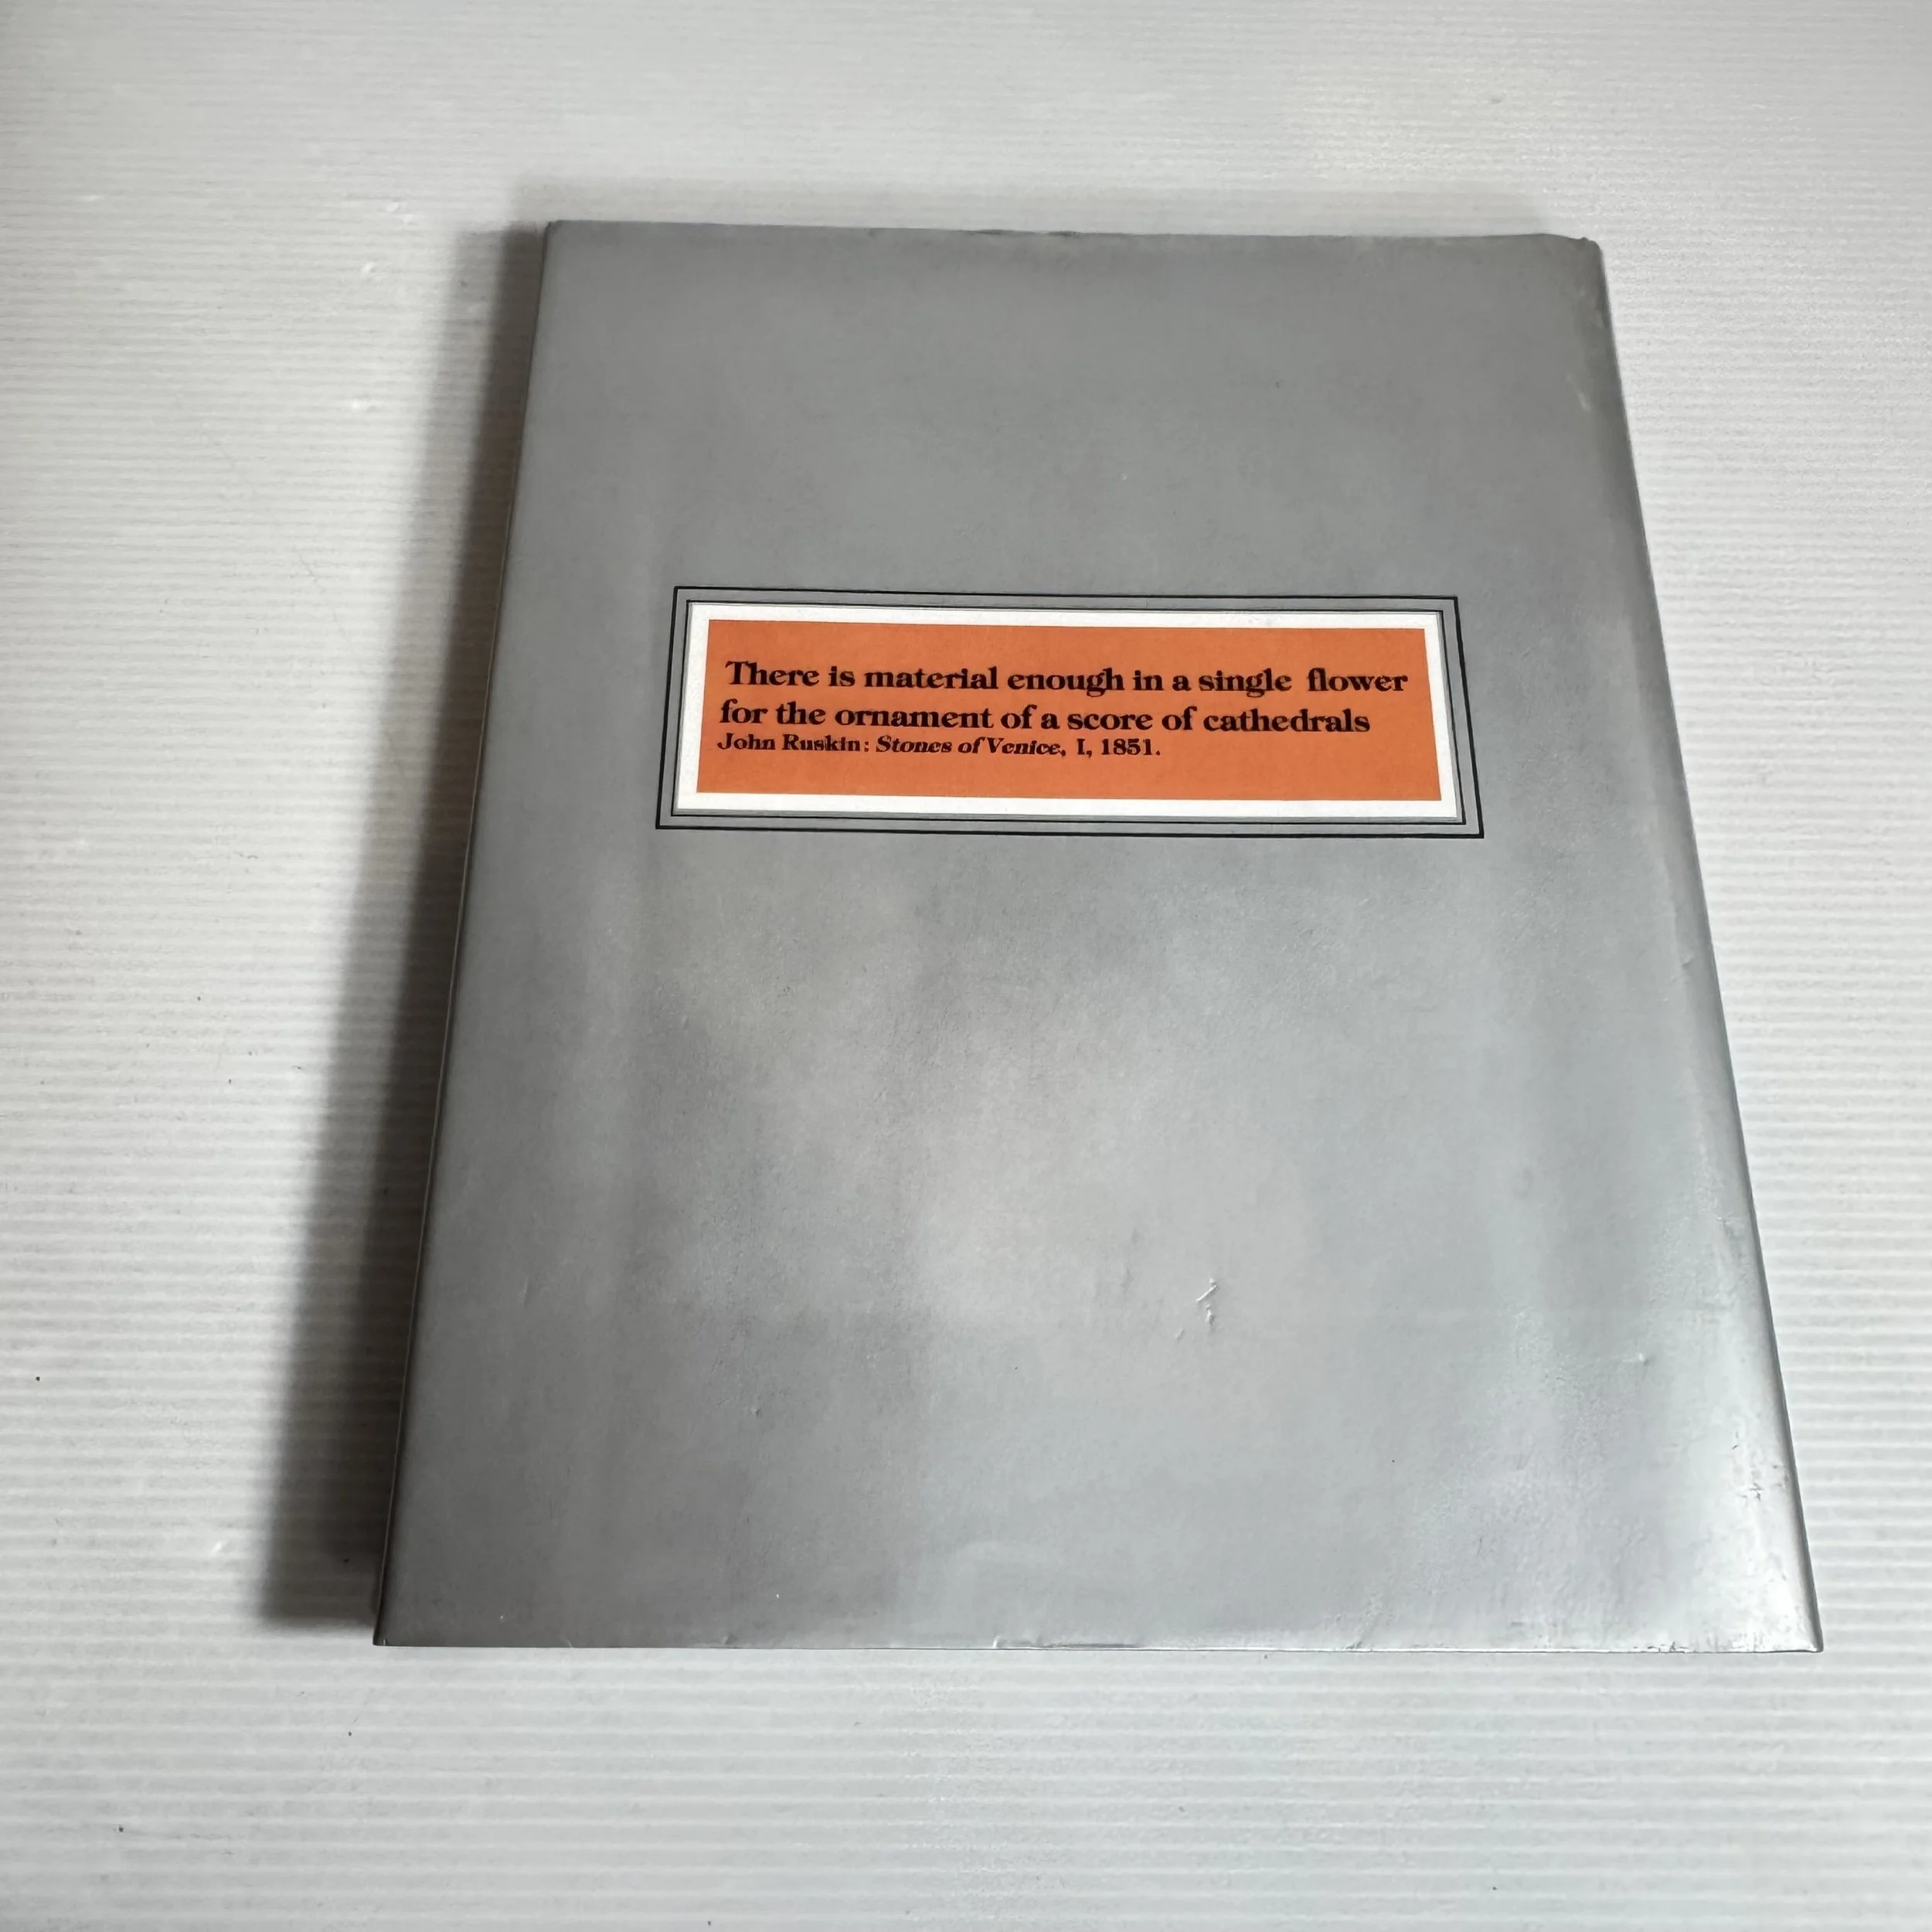 There is material enough in a single flower
for the ornament of a score of cathedrals
John Ruskin: Stones of Venice, I, 1851.